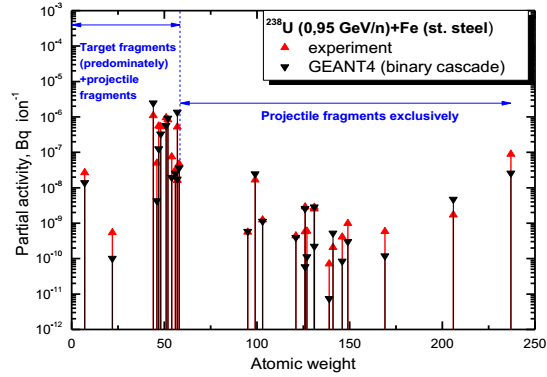 ²³⁸U (0,95 GeV/n)+Fe (st. steel)
experiment
GEANT4 (binary cascade)
Target fragments
(predominately)
+projectile
fragments
Projectile fragments exclusively
Partial activity, Bq ion⁻¹
10⁻³
10⁻⁴
10⁻⁵
10⁻⁶
10⁻⁷
10⁻⁸
10⁻⁹
10⁻¹⁰
10⁻¹¹
10⁻¹²
0 50 100 150 200 250
Atomic weight